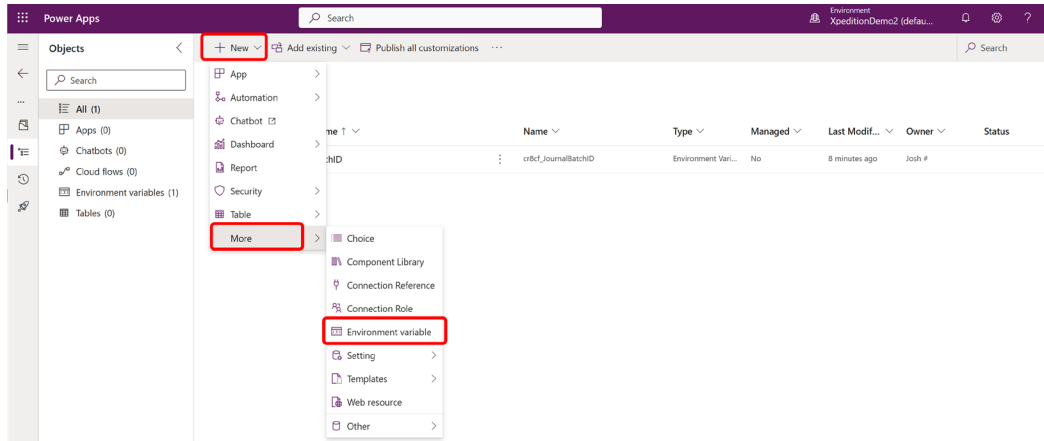 Power Apps
Search
Environment
XpeditionDemo2 (defau...
?
Objects
New
Add existing
Publish all customizations
...
Search
Search
...
All (1)
Apps (0)
Chatbots (0)
Cloud flows (0)
Environment variables (1)
Tables (0)
App
Automation
Chatbot
Dashboard
Report
Security
Table
More
Choice
Component Library
Connection Reference
Connection Role
Environment variable
Setting
Templates
Web resource
Other
me ↑ Name Type Managed Last Modif... Owner Status
chID cr8cf_JournalBatchID Environment Vari... No 8 minutes ago Josh #